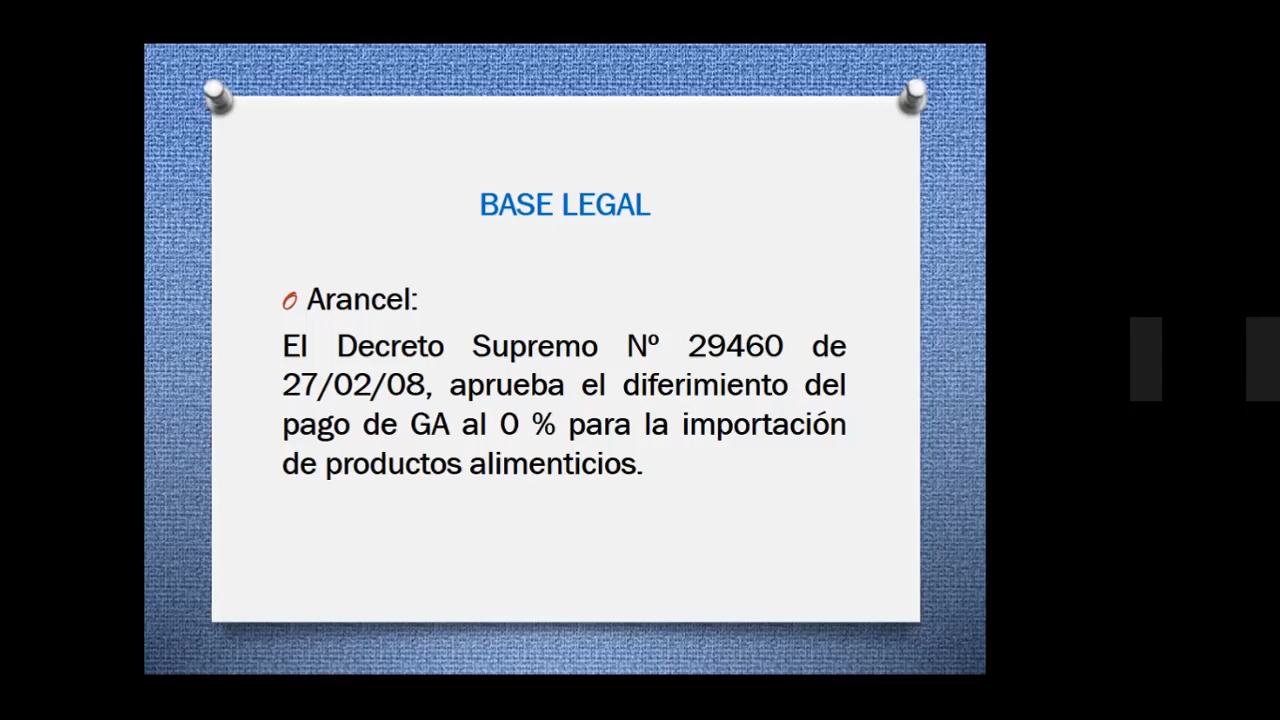 BASE LEGAL
Arancel:
El Decreto Supremo Nº 29460 de
27/02/08, aprueba el diferimiento del
pago de GA al 0 % para la importación
de productos alimenticios.